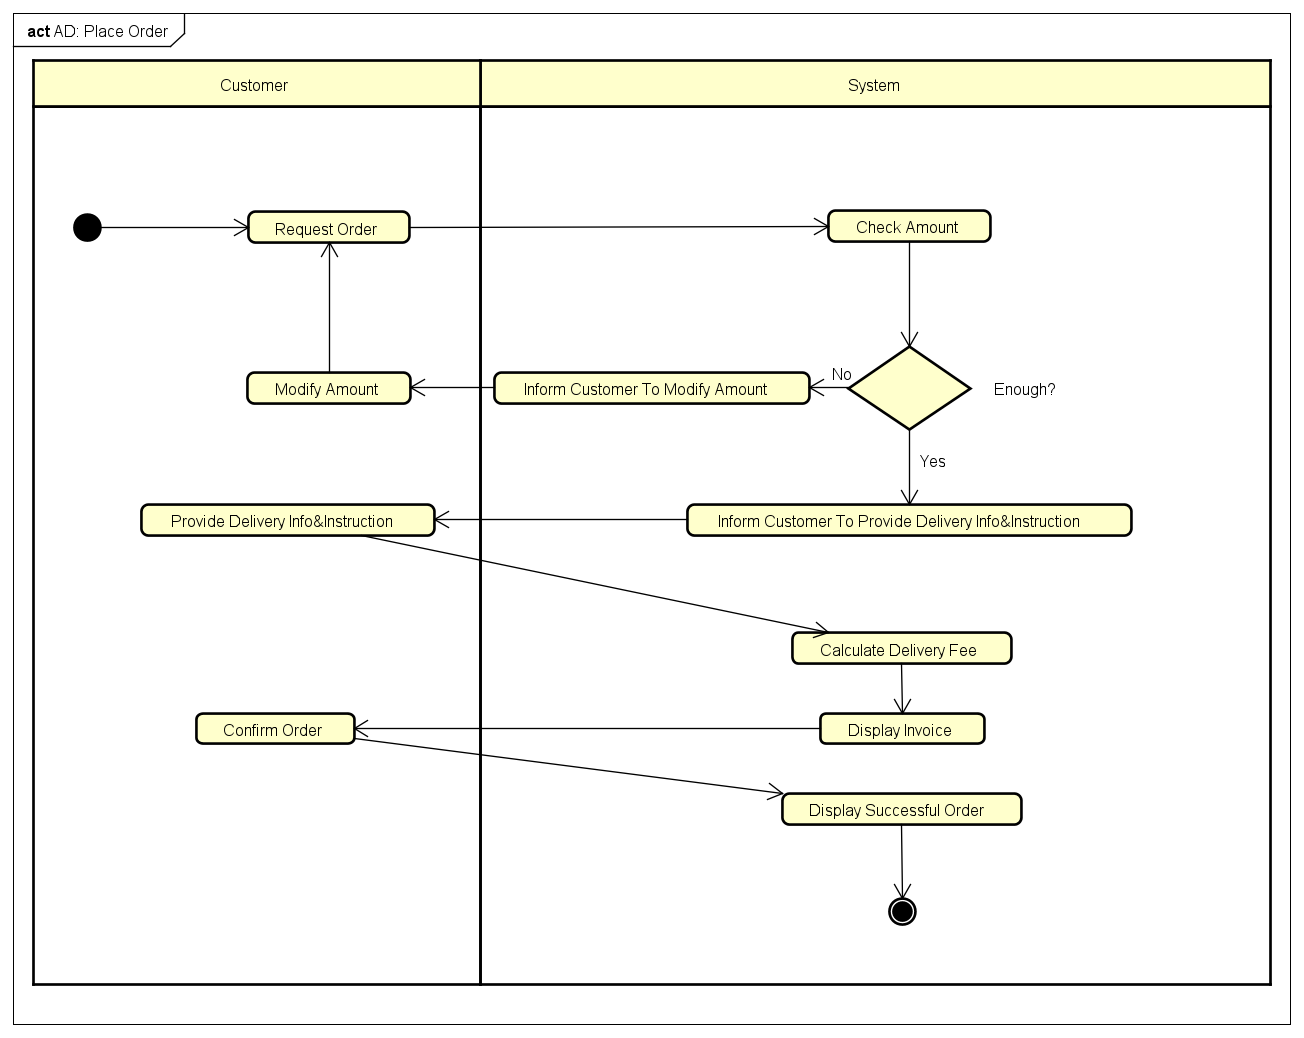 act AD: Place Order
Customer
System
Request Order
Check Amount
No
Modify Amount
Inform Customer To Modify Amount
Enough?
Yes
Provide Delivery Info&Instruction
Inform Customer To Provide Delivery Info&Instruction
Calculate Delivery Fee
Confirm Order
Display Invoice
Display Successful Order